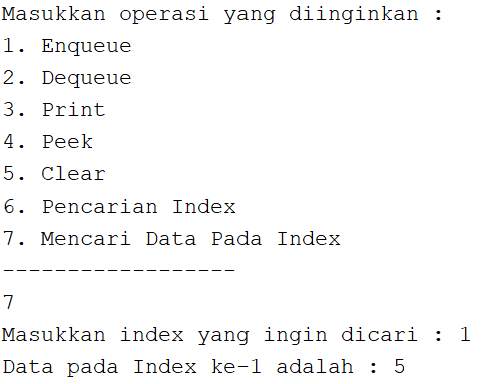 Masukkan operasi yang diinginkan :
1. Enqueue
2. Dequeue
3. Print
4. Peek
5. Clear
6. Pencarian Index
7. Mencari Data Pada Index
------------------
7
Masukkan index yang ingin dicari : 1
Data pada Index ke-1 adalah : 5